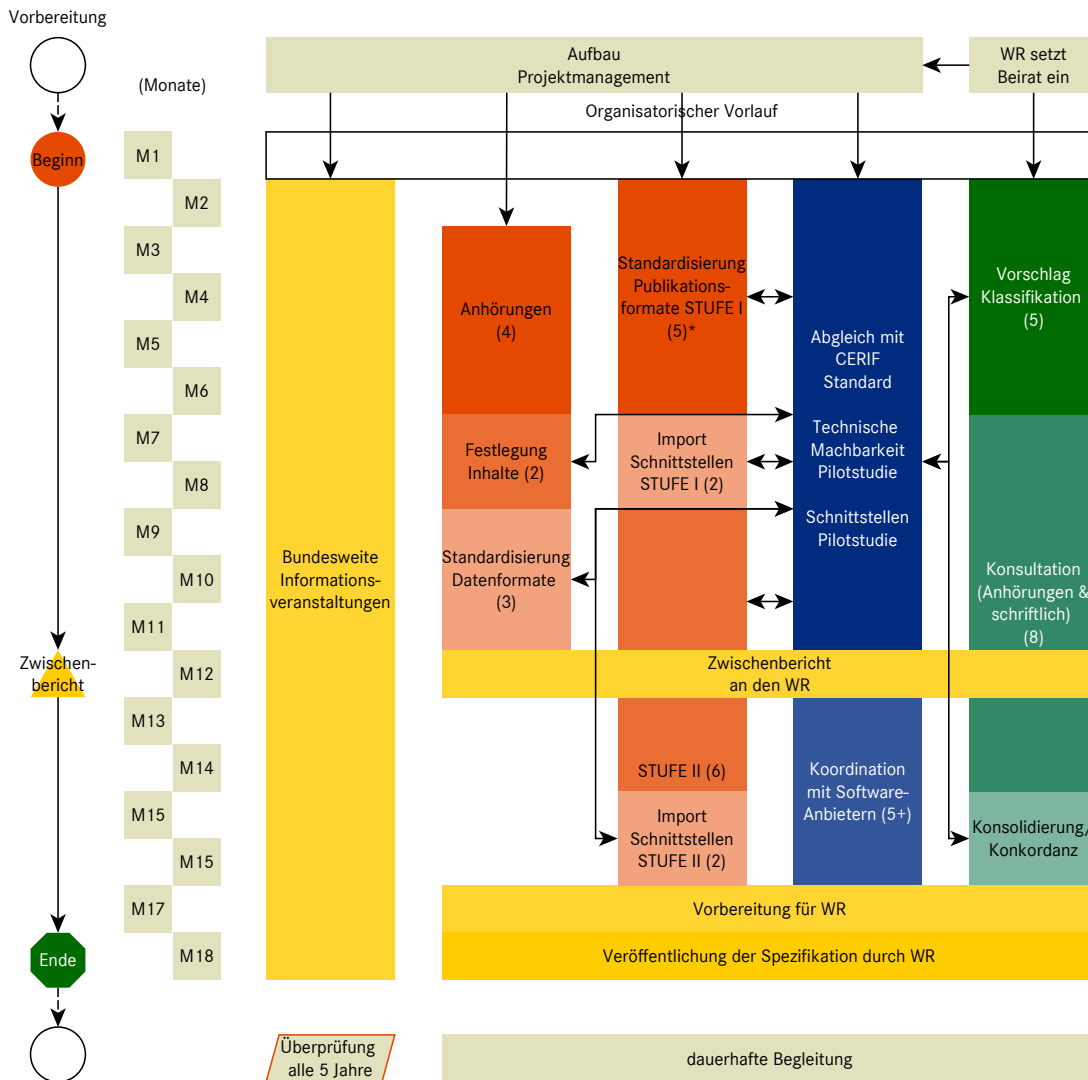 Vorbereitung
(Monate)
Aufbau
Projektmanagement
WR setzt
Beirat ein
Organisatorischer Vorlauf
Beginn
M1
M2
M3
M4
M5
M6
M7
M8
M9
M10
M11
Zwischen-
bericht
M12
M13
M14
M15
M15
M17
Ende
M18
Bundesweite
Informations-
veranstaltungen
Anhörungen
(4)
Festlegung
Inhalte (2)
Standardisierung
Datenformate
(3)
Standardisierung
Publikations-
formate STUFE I
(5)*
Import
Schnittstellen
STUFE I (2)
STUFE II (6)
Import
Schnittstellen
STUFE II (2)
Abgleich mit
CERIF
Standard
Technische
Machbarkeit
Pilotstudie
Schnittstellen
Pilotstudie
Koordination
mit Software-
Anbietern (5+)
Vorschlag
Klassifikation
(5)
Konsultation
(Anhörungen &
schriftlich)
(8)
Konsolidierung/
Konkordanz
Zwischenbericht
an den WR
Vorbereitung für WR
Veröffentlichung der Spezifikation durch WR
Überprüfung
alle 5 Jahre
dauerhafte Begleitung